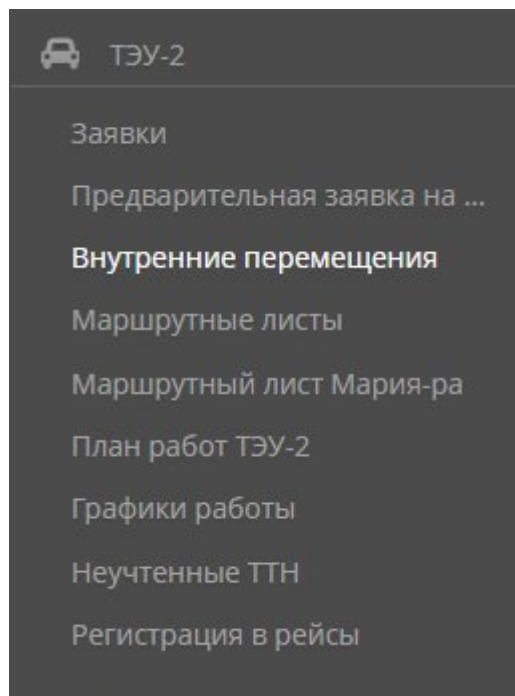 ТЭУ-2
Заявки
Предварительная заявка на ...
Внутренние перемещения
Маршрутные листы
Маршрутный лист Мария-ра
План работ ТЭУ-2
Графики работы
Неучтенные ТТН
Регистрация в рейсы